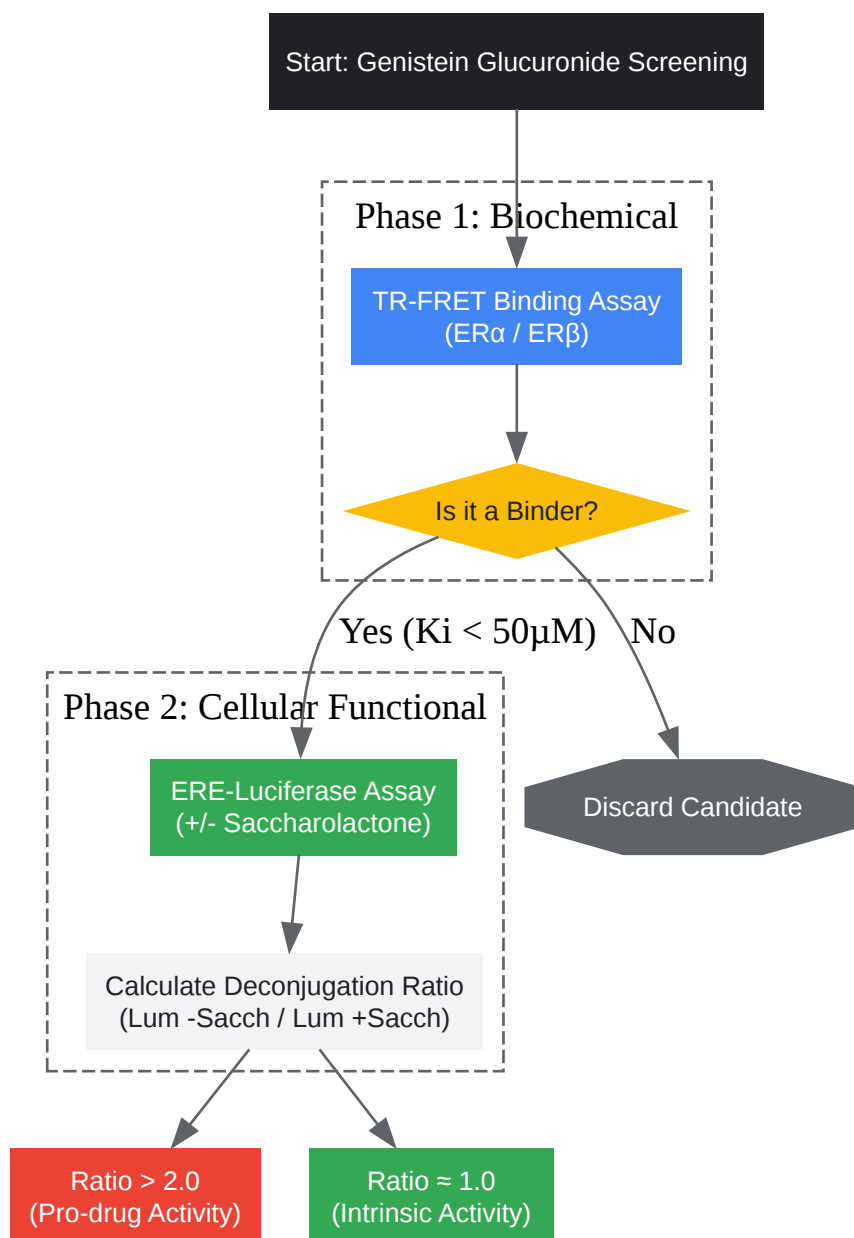 Start: Genistein Glucuronide Screening
Phase 1: Biochemical
TR-FRET Binding Assay
(ERα / ERβ)
Is it a Binder?
Yes (Ki < 50µM)
No
Phase 2: Cellular Functional
ERE-Luciferase Assay
(+/- Saccharolactone)
Discard Candidate
Calculate Deconjugation Ratio
(Lum -Sacch / Lum +Sacch)
Ratio > 2.0
(Pro-drug Activity)
Ratio ≈ 1.0
(Intrinsic Activity)